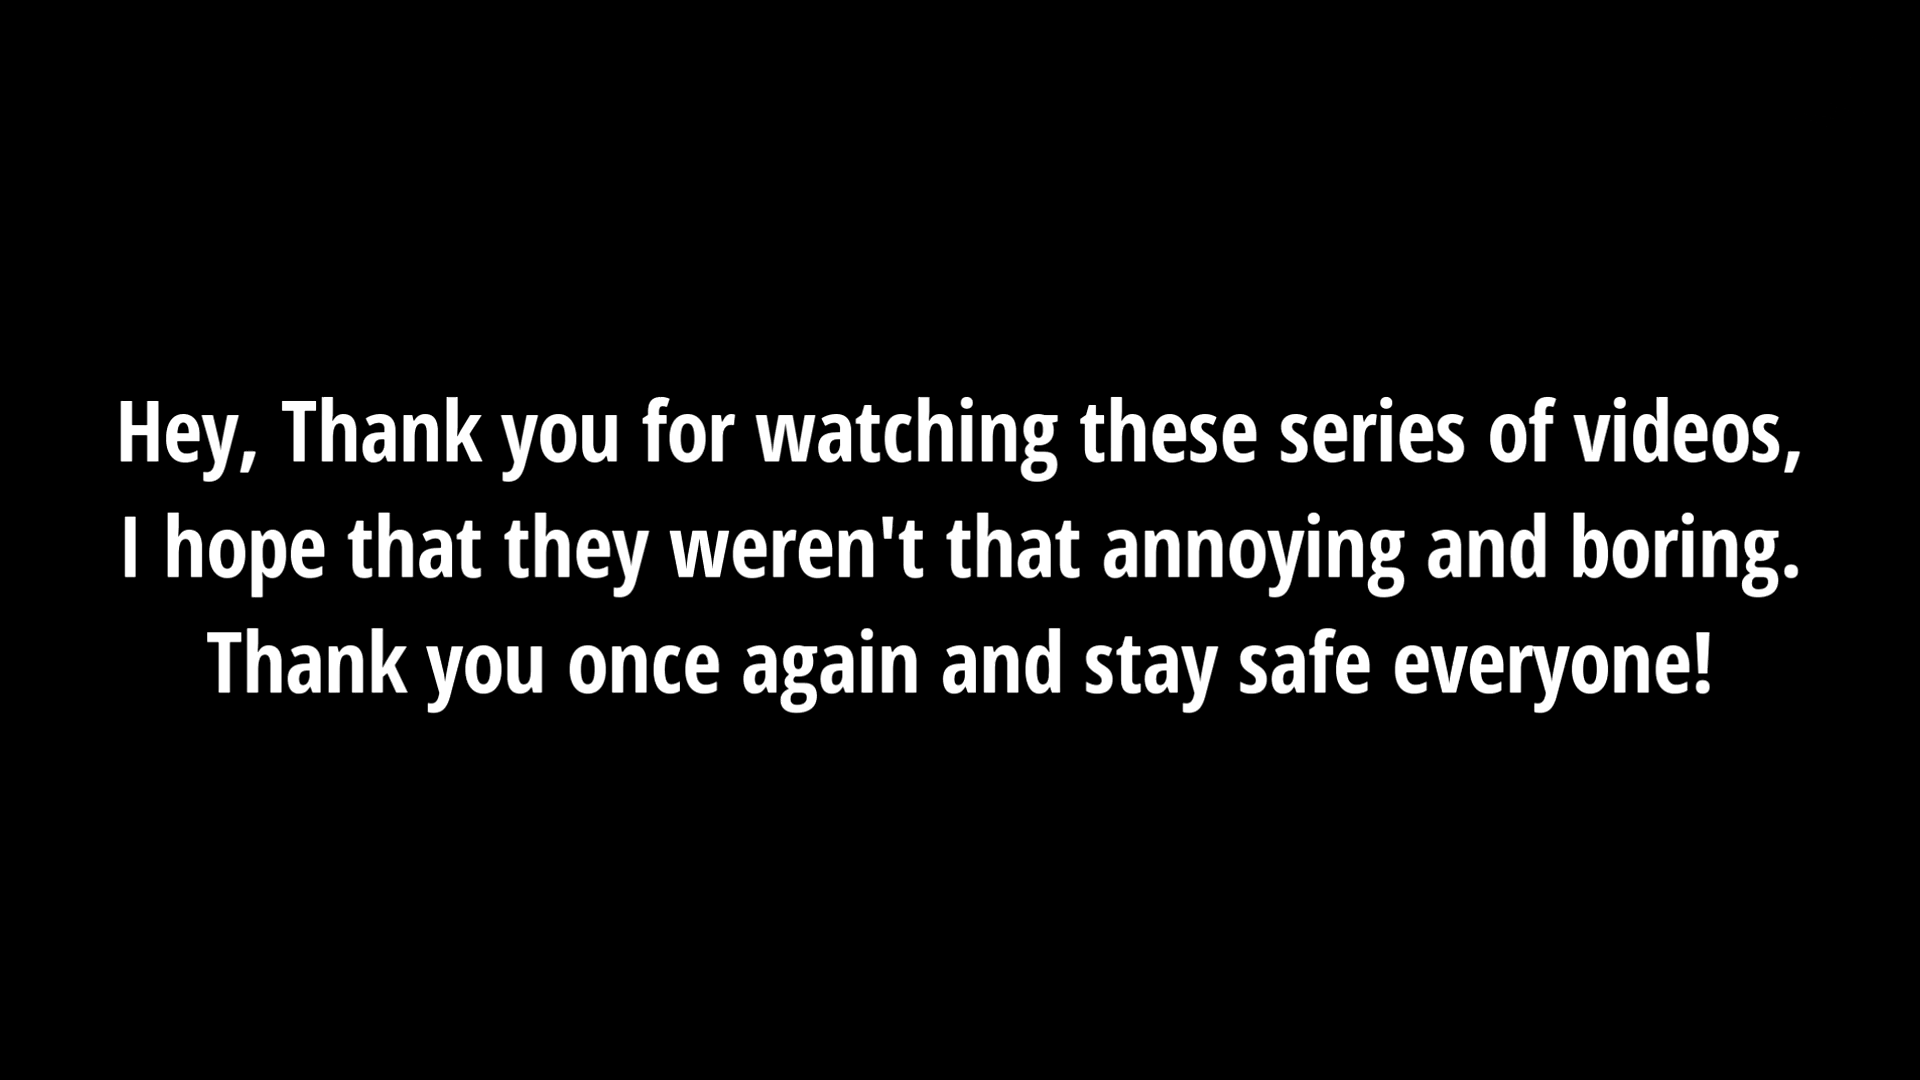 Hey, Thank you for watching these series of videos,
I hope that they weren't that annoying and boring.
Thank you once again and stay safe everyone!